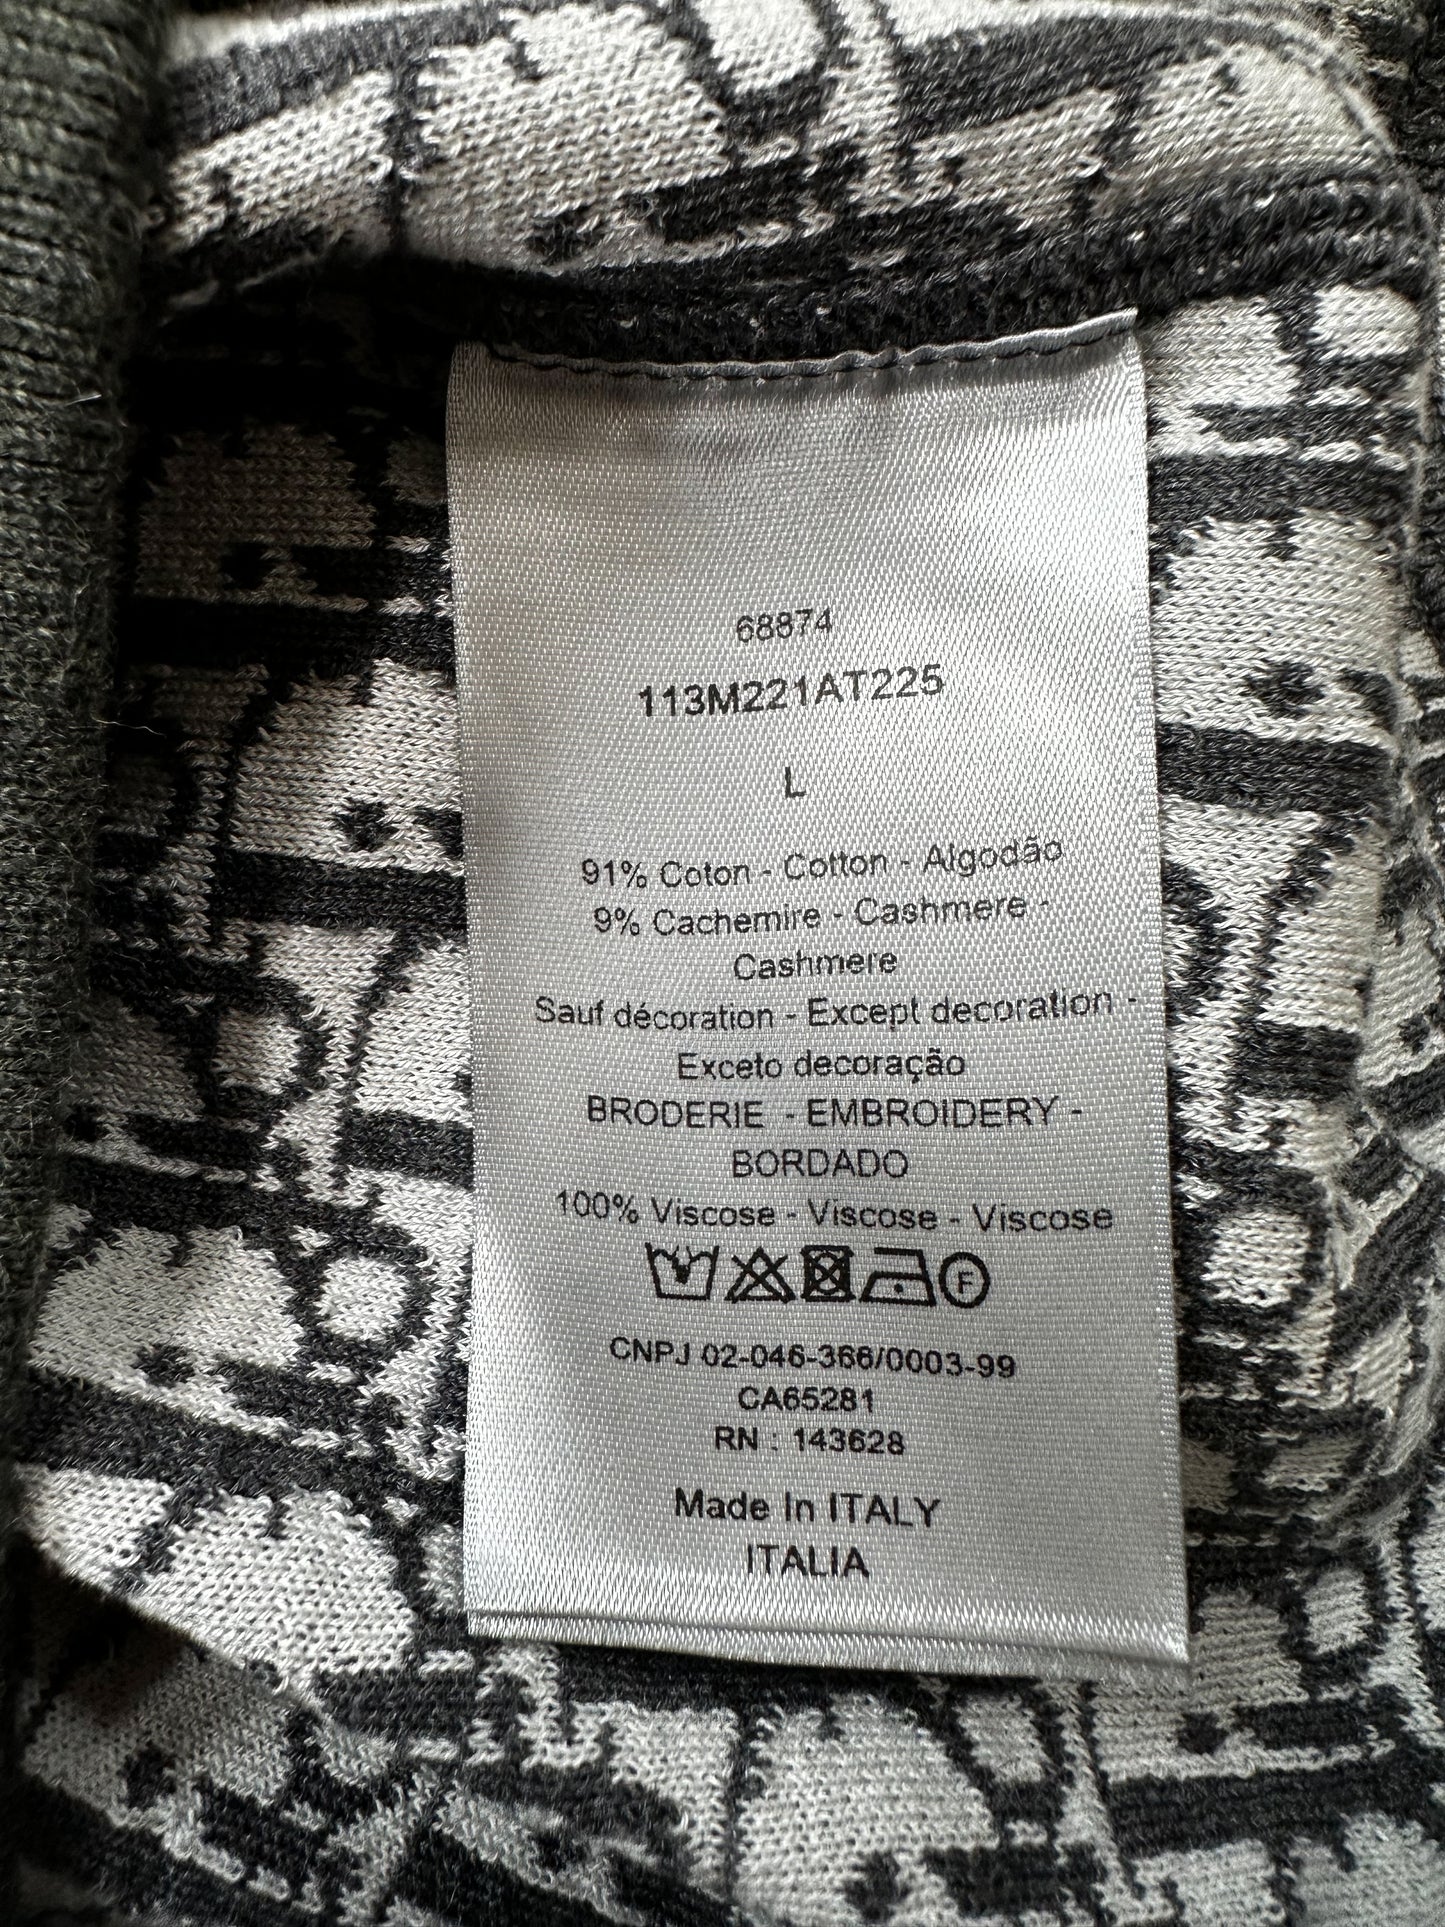 68874
113M221AT225
L
91% Coton - Cotton - Algodão
9% Cachemire - Cashmere -
Cashmere
Sauf décoration - Except decoration -
Exceto decoração
BRODERIE - EMBROIDERY -
BORDADO
100% Viscose - Viscose - Viscose
F
CNPJ 02-046-366/0003-99
CA65281
RN : 143628
Made In ITALY
ITALIA